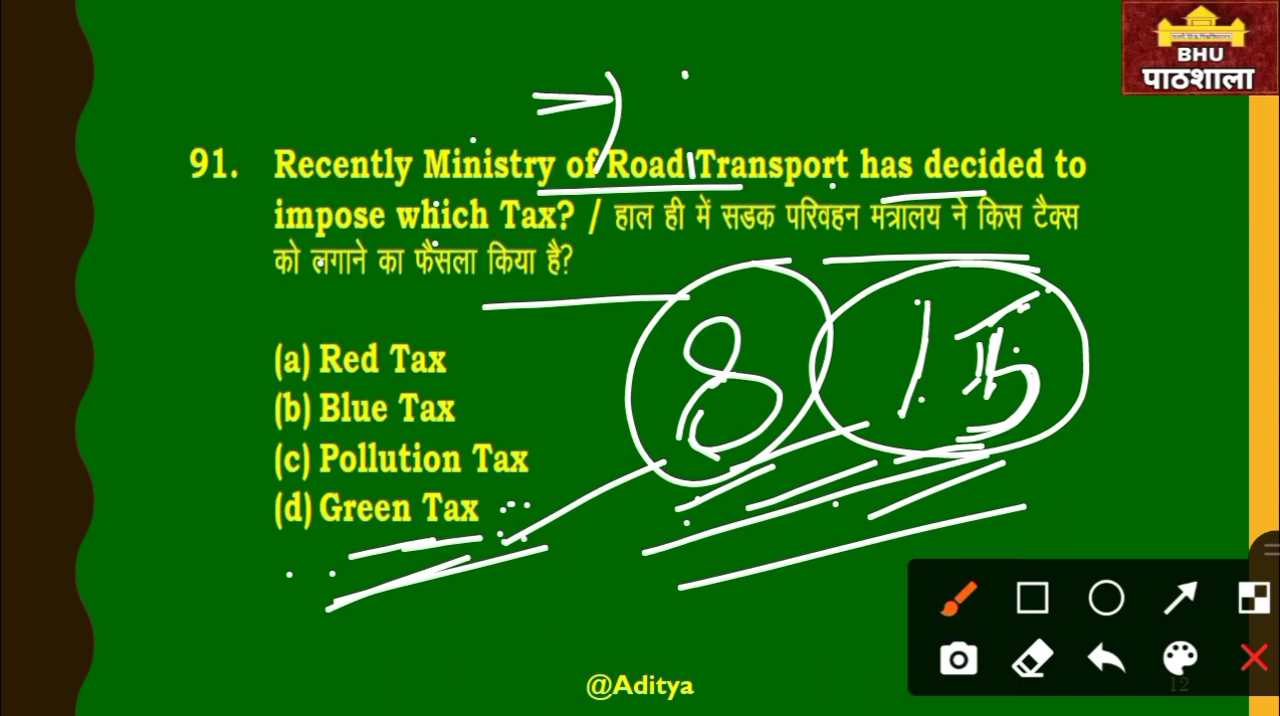 BHU
पाठशाला
91. Recently Ministry of Road Transport has decided to
impose which Tax? / हाल ही में सडक परिवहन मंत्रालय ने किस टैक्स
को लगाने का फैंसला किया है?
8 15
(a) Red Tax
(b) Blue Tax
(c) Pollution Tax
(d) Green Tax
@Aditya
12